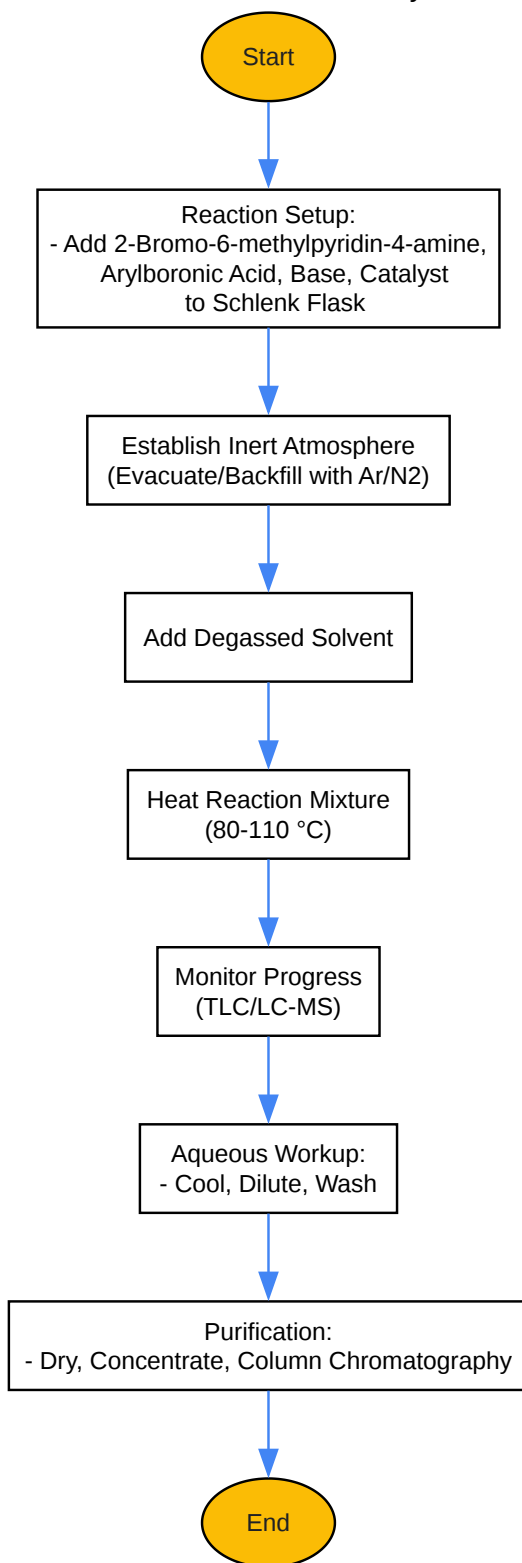 Start
Reaction Setup:
- Add 2-Bromo-6-methylpyridin-4-amine,
Arylboronic Acid, Base, Catalyst
to Schlenk Flask
Establish Inert Atmosphere
(Evacuate/Backfill with Ar/N2)
Add Degassed Solvent
Heat Reaction Mixture
(80-110 °C)
Monitor Progress
(TLC/LC-MS)
Aqueous Workup:
- Cool, Dilute, Wash
Purification:
- Dry, Concentrate, Column Chromatography
End